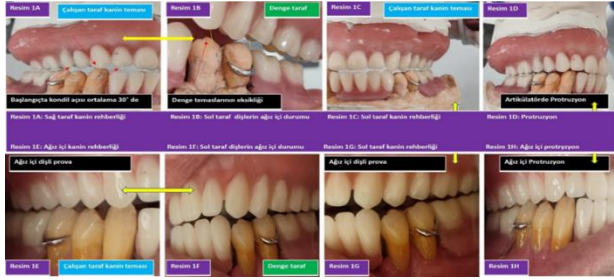 Resim 1A
Çalışan taraf kanin teması
Resim 1B
Denge taraf
Resim 1C
Çalışan taraf kanin teması
Resim 1D
Başlangıçta kondil açısı ortalama 30° de
Denge temaslarının eksikliği
Artikülatörde Protruzyon
Resim 1A: Sağ taraf kanin rehberliği
Resim 1B: Sol taraf dişlerin ağız içi durumu
Resim 1C: Sol taraf kanin rehberliği
Resim 1D: Protruzyon
Resim 1E: Ağız içi kanin rehberliği
Resim 1F: Sol taraf dişlerin ağız içi durumu
Resim 1G: Sol taraf kanin rehberliği
Resim 1H: Ağız içi protrüzyon
Ağız içi dişli prova
Ağız içi dişli prova
Ağız içi Protruzyon
Resim 1E
Çalışan taraf kanin teması
Resim 1F
Denge taraf
Resim 1G
Resim 1H